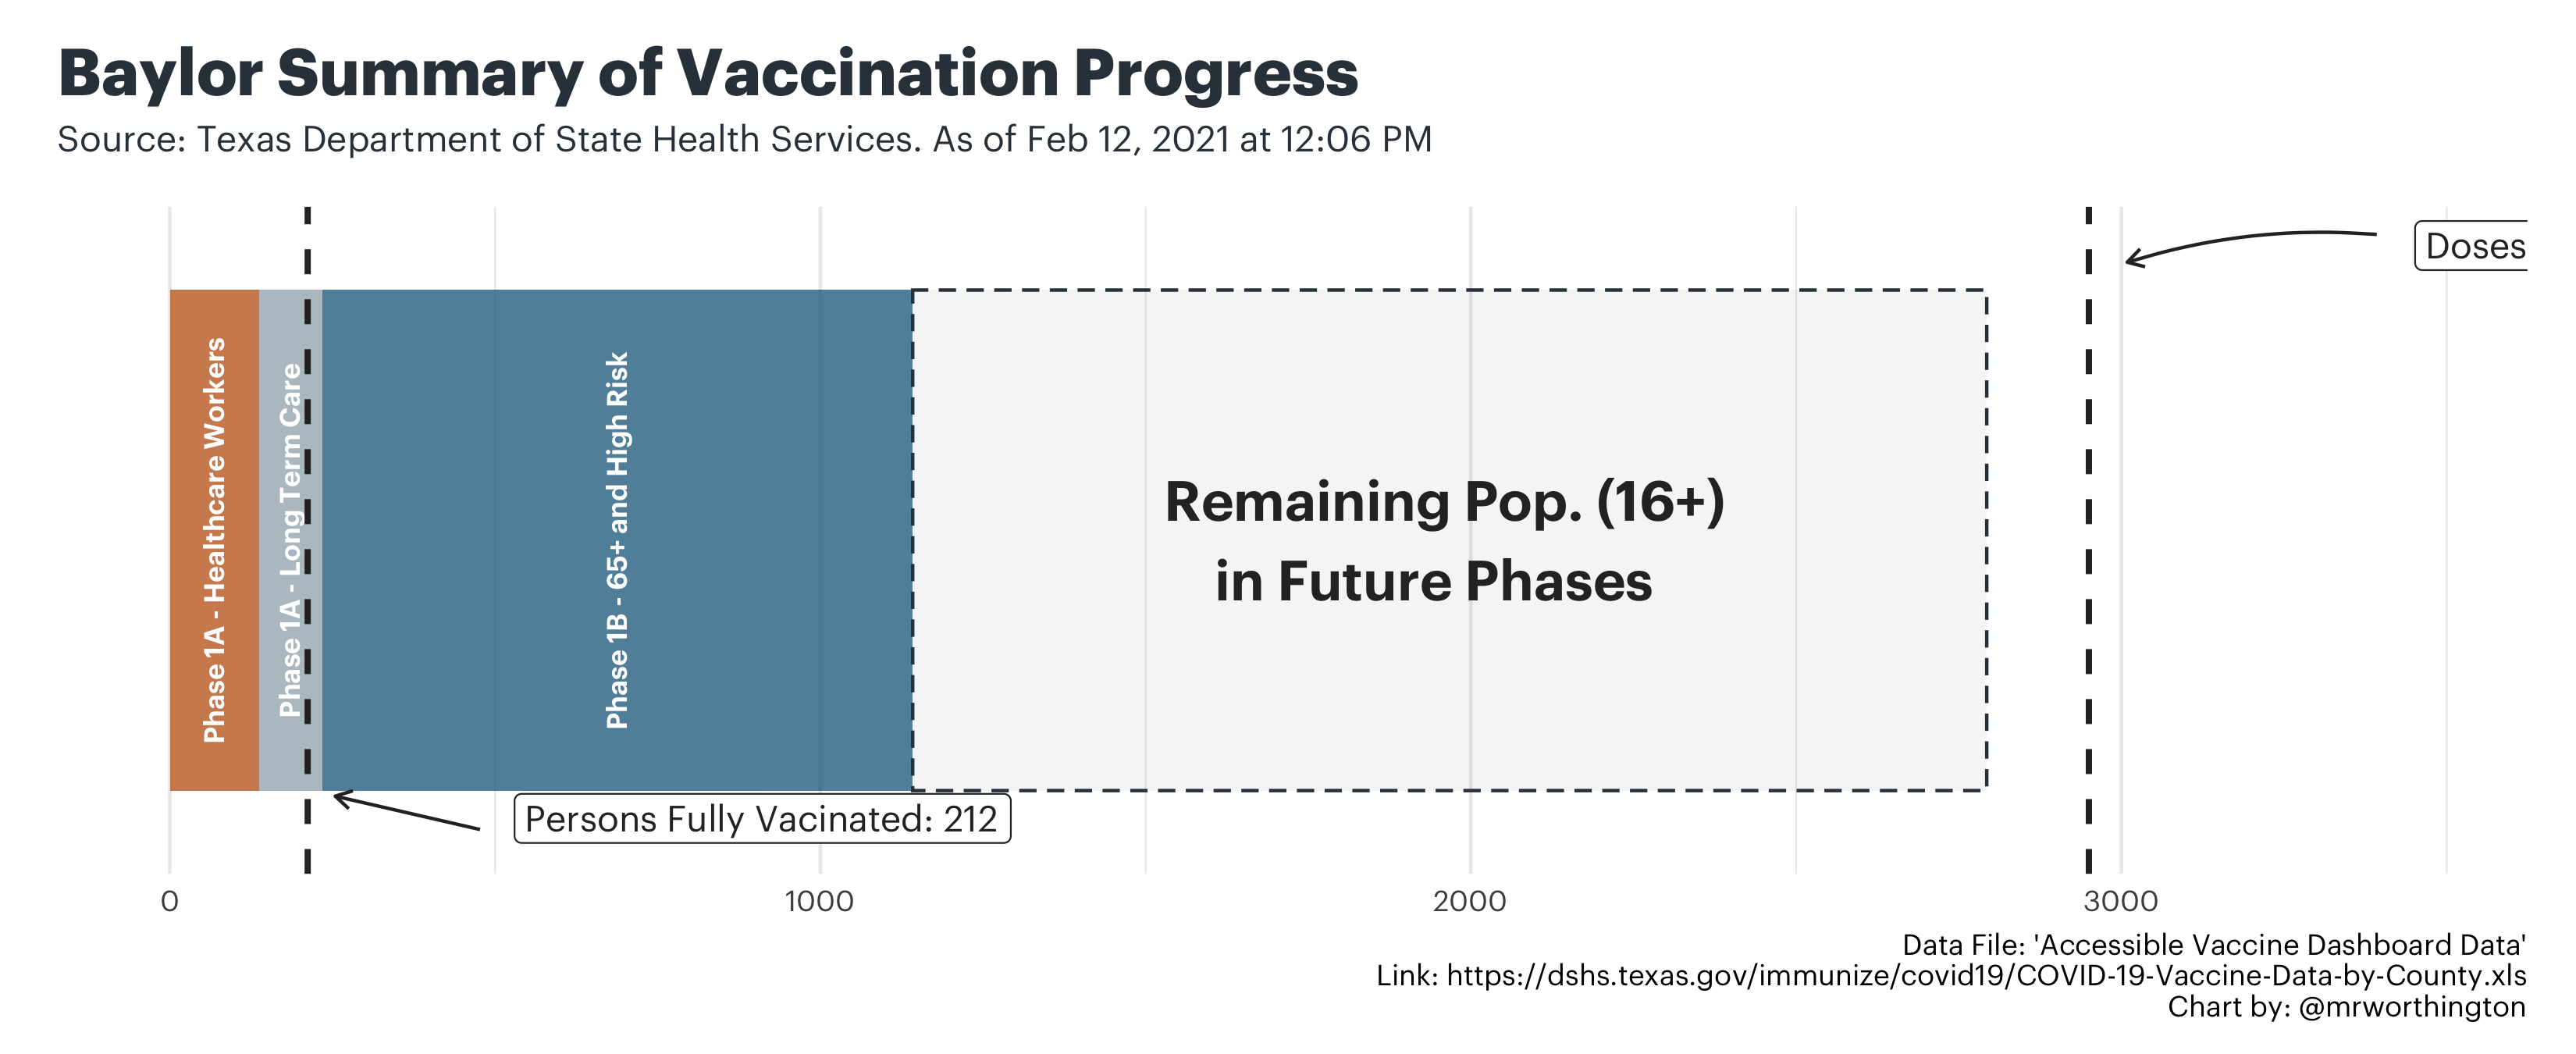 Baylor Summary of Vaccination Progress
Source: Texas Department of State Health Services. As of Feb 12, 2021 at 12:06 PM
Doses
Phase 1A - Healthcare Workers
Phase 1A - Long Term Care
Phase 1B - 65+ and High Risk
Remaining Pop. (16+)
in Future Phases
Persons Fully Vacinated: 212
0 1000 2000 3000
Data File: 'Accessible Vaccine Dashboard Data'
Link: https://dshs.texas.gov/immunize/covid19/COVID-19-Vaccine-Data-by-County.xls
Chart by: @mrworthington